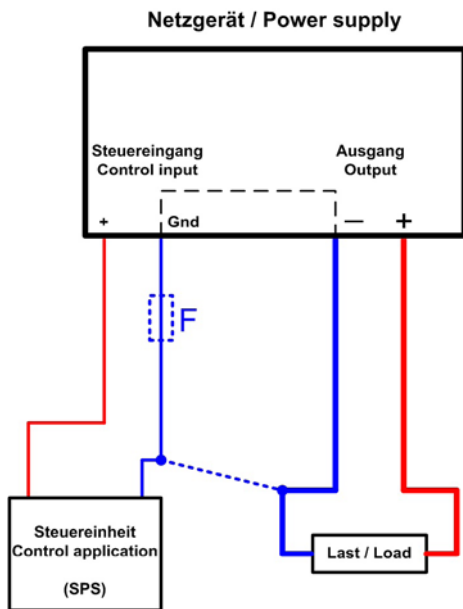 Netzgerät / Power supply
Steuereingang
Control input
Ausgang
Output
+
Gnd
—
+
F
Steuereinheit
Control application
(SPS)
Last / Load